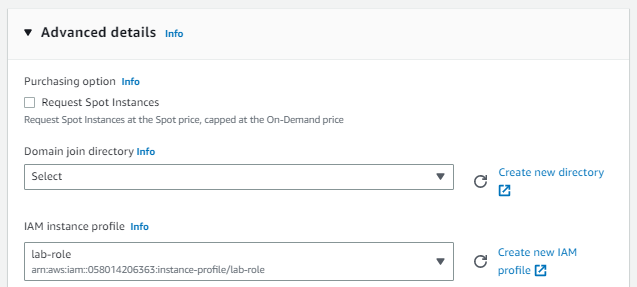 Advanced details Info
Purchasing option Info
Request Spot Instances
Request Spot Instances at the Spot price, capped at the On-Demand price
Domain join directory Info
Select
Create new directory
IAM instance profile Info
lab-role
arn:aws:iam::058014206363:instance-profile/lab-role
Create new IAM
profile